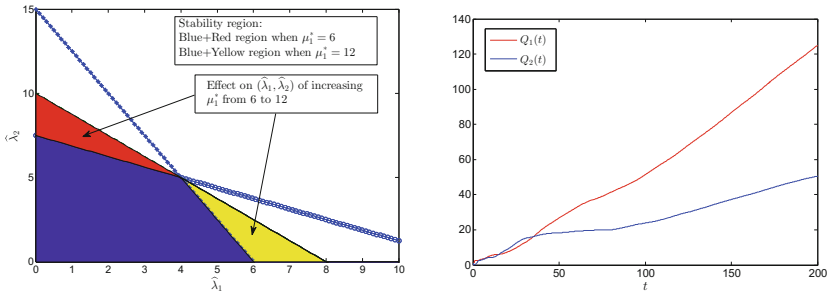 Stability region:
Blue+Red region when μ₁* = 6
Blue+Yellow region when μ₁* = 12
Effect on (λ̂₁, λ̂₂) of increasing
μ₁* from 6 to 12
15
10
5
0
λ̂₂
0 1 2 3 4 5 6 7 8 9 10
λ̂₁
Q₁(t)
Q₂(t)
140
120
100
80
60
40
20
0
0 50 100 150 200
t